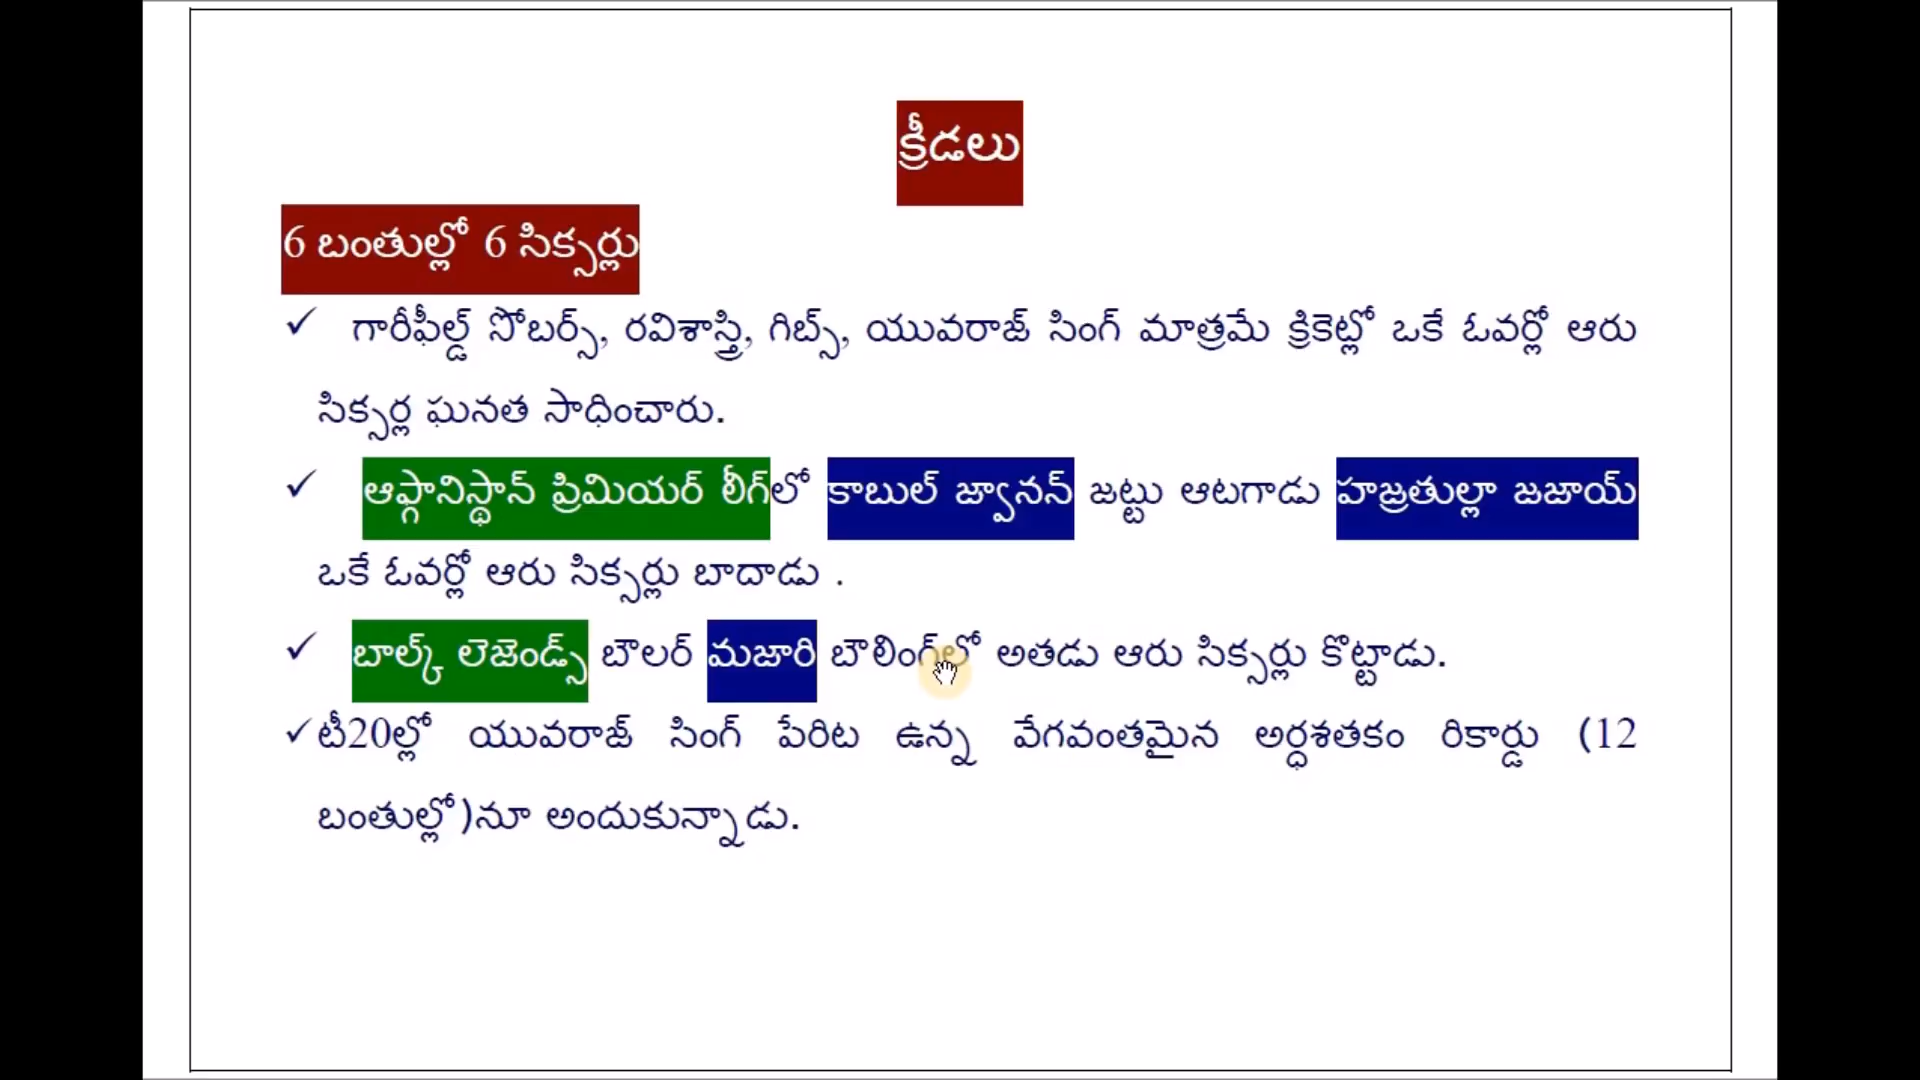 క్రీడలు
6 బంతుల్లో 6 సిక్సర్లు
✓ గారీఫీల్డ్ సోబర్స్, రవిశాస్త్రి, గిబ్స్, యువరాజ్ సింగ్ మాత్రమే క్రికెట్లో ఒకే ఓవర్లో ఆరు
సిక్సర్ల ఘనత సాధించారు.
✓ ఆఫ్గానిస్థాన్ ప్రిమియర్ లీగ్‌లో కాబుల్ జ్వానన్ జట్టు ఆటగాడు హజ్రతుల్లా జజాయ్
ఒకే ఓవర్లో ఆరు సిక్సర్లు బాదాడు .
✓ బాల్క్ లెజెండ్స్ బౌలర్ మజారి బౌలింగ్‌లో అతడు ఆరు సిక్సర్లు కొట్టాడు.
✓ టీ20ల్లో యువరాజ్ సింగ్ పేరిట ఉన్న వేగవంతమైన అర్ధశతకం రికార్డు (12
బంతుల్లో)నూ అందుకున్నాడు.